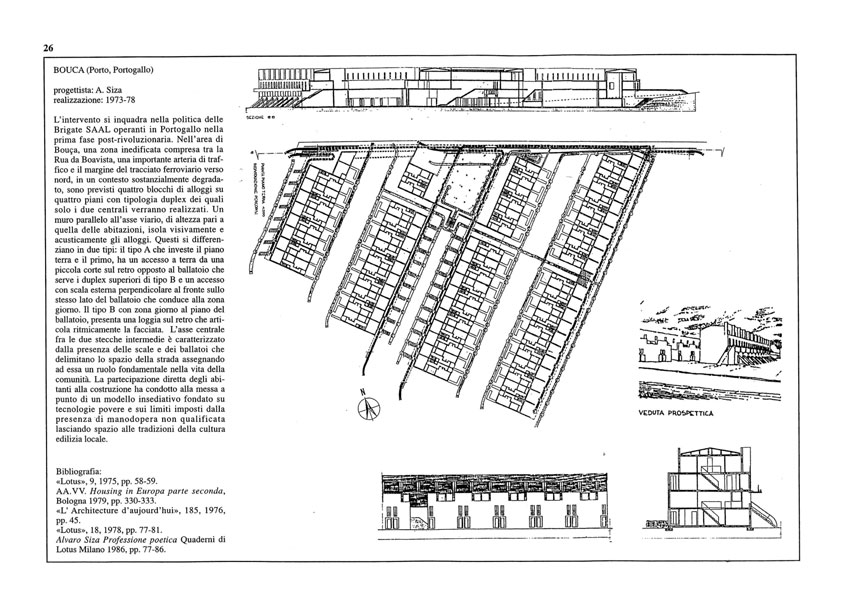 26
BOUCA (Porto, Portogallo)
progettista: A. Siza
realizzazione: 1973-78
L'intervento si inquadra nella politica delle
Brigate SAAL operanti in Portogallo nella
prima fase post-rivoluzionaria. Nell'area di
Bouça, una zona inedificata compresa tra la
Rua da Boavista, una importante arteria di traf-
fico e il margine del tracciato ferroviario verso
nord, in un contesto sostanzialmente degrada-
to, sono previsti quattro blocchi di alloggi su
quattro piani con tipologia duplex dei quali
solo i due centrali verranno realizzati. Un
muro parallelo all'asse viario, di altezza pari a
quella delle abitazioni, isola visivamente e
acusticamente gli alloggi. Questi si differen-
ziano in due tipi: il tipo A che investe il piano
terra e il primo, ha un accesso a terra da una
piccola corte sul retro opposto al ballatoio che
serve i duplex superiori di tipo B e un accesso
con scala esterna perpendicolare al fronte sullo
stesso lato del ballatoio che conduce alla zona
giorno. Il tipo B con zona giorno al piano del
ballatoio, presenta una loggia sul retro che arti-
cola ritmicamente la facciata. L'asse centrale
fra le due stecche intermedie è caratterizzato
dalla presenza delle scale e dei ballatoi che
delimitano lo spazio della strada assegnando
ad essa un ruolo fondamentale nella vita della
comunità. La partecipazione diretta degli abi-
tanti alla costruzione ha condotto alla messa a
punto di un modello insediativo fondato su
tecnologie povere e sui limiti imposti dalla
presenza di manodopera non qualificata
lasciando spazio alle tradizioni della cultura
edilizia locale.
Bibliografia:
«Lotus», 9, 1975, pp. 58-59.
AA.VV. Housing in Europa parte seconda,
Bologna 1979, pp. 330-333.
«L' Architecture d'aujourd'hui», 185, 1976,
pp. 45.
«Lotus», 18, 1978, pp. 77-81.
Alvaro Siza Professione poetica Quaderni di
Lotus Milano 1986, pp. 77-86.
SEZIONE
N
VEDUTA PROSPETTICA